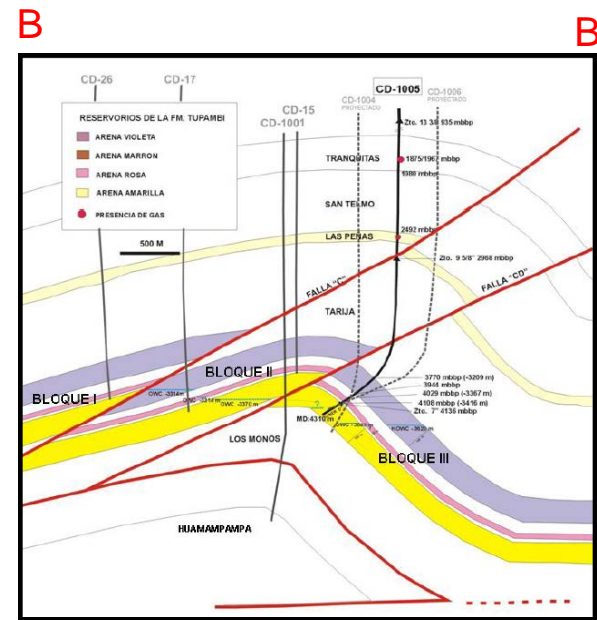 B
B
CD-26
CD-17
CD-15
CD-1001
CD-1004
PROYECTADO
CD-1005
CD-1006
PROYECTADO
RESERVORIOS DE LA FM. TUPAMBI
ARENA VIOLETA
ARENA MARRON
ARENA ROSA
ARENA AMARILLA
PRESENCIA DE GAS
500 M
Zto. 13 3/8 935 mbbp
TRANQUITAS
1875/1967 mbbp
1980 mbbp
SAN TELMO
LAS PEÑAS
2492 mbbp
Zto. 9 5/8" 2968 mbbp
FALLA "C"
FALLA "CD"
TARIJA
BLOQUE I
BLOQUE II
3770 mbbp (-3209 m)
3944 mbbp
4029 mbbp (-3367 m)
4108 mbbp (-3416 m)
Zto. 7" 4136 mbbp
MD:4310 m
?
LOS MONOS
BLOQUE III
HUAMAMPAMPA